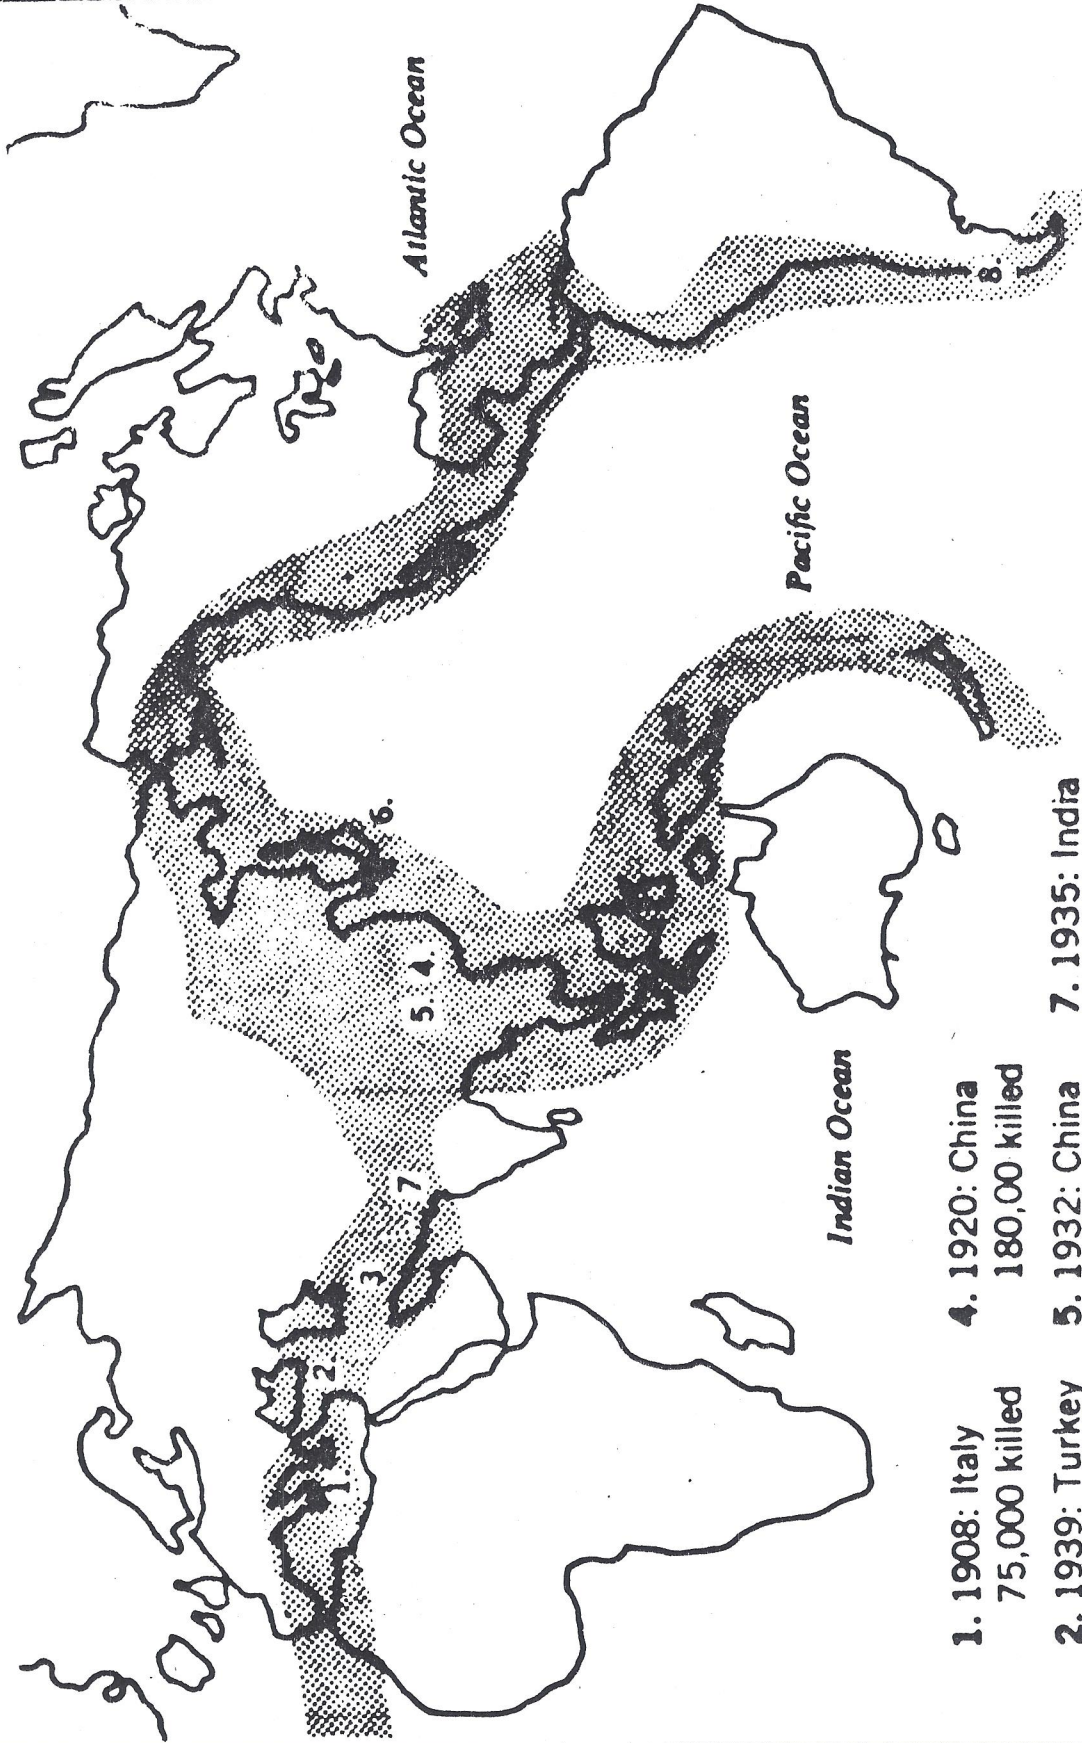 Atlantic Ocean
Pacific Ocean
Indian Ocean
1.
2.
3
4
5
6.
7
8.
1. 1908: Italy
75,000 killed
2. 1939: Turkey
4. 1920: China
180,00 killed
5. 1932: China
7. 1935: India